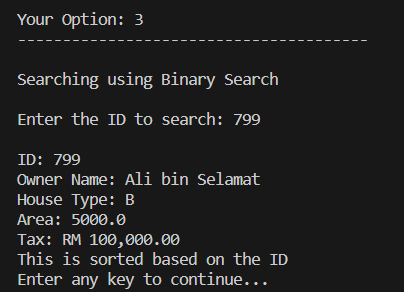 Your Option: 3
---------------------------------------
Searching using Binary Search
Enter the ID to search: 799
ID: 799
Owner Name: Ali bin Selamat
House Type: B
Area: 5000.0
Tax: RM 100,000.00
This is sorted based on the ID
Enter any key to continue...